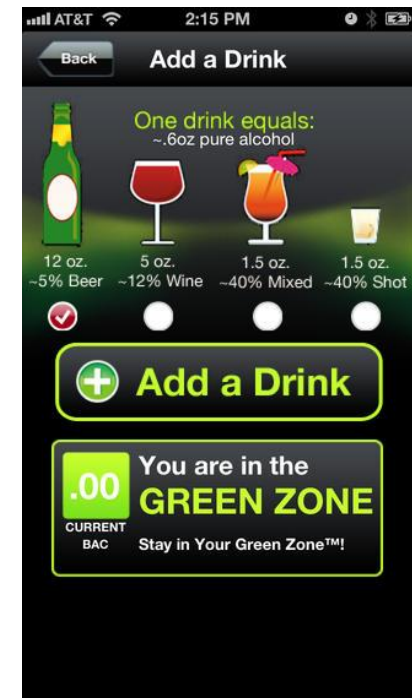 AT&T 2:15 PM
Back Add a Drink
One drink equals:
~.6oz pure alcohol
12 oz. 5 oz. 1.5 oz. 1.5 oz.
~5% Beer ~12% Wine ~40% Mixed ~40% Shot
Add a Drink
You are in the
.00 GREEN ZONE
CURRENT
BAC Stay in Your Green Zone™!